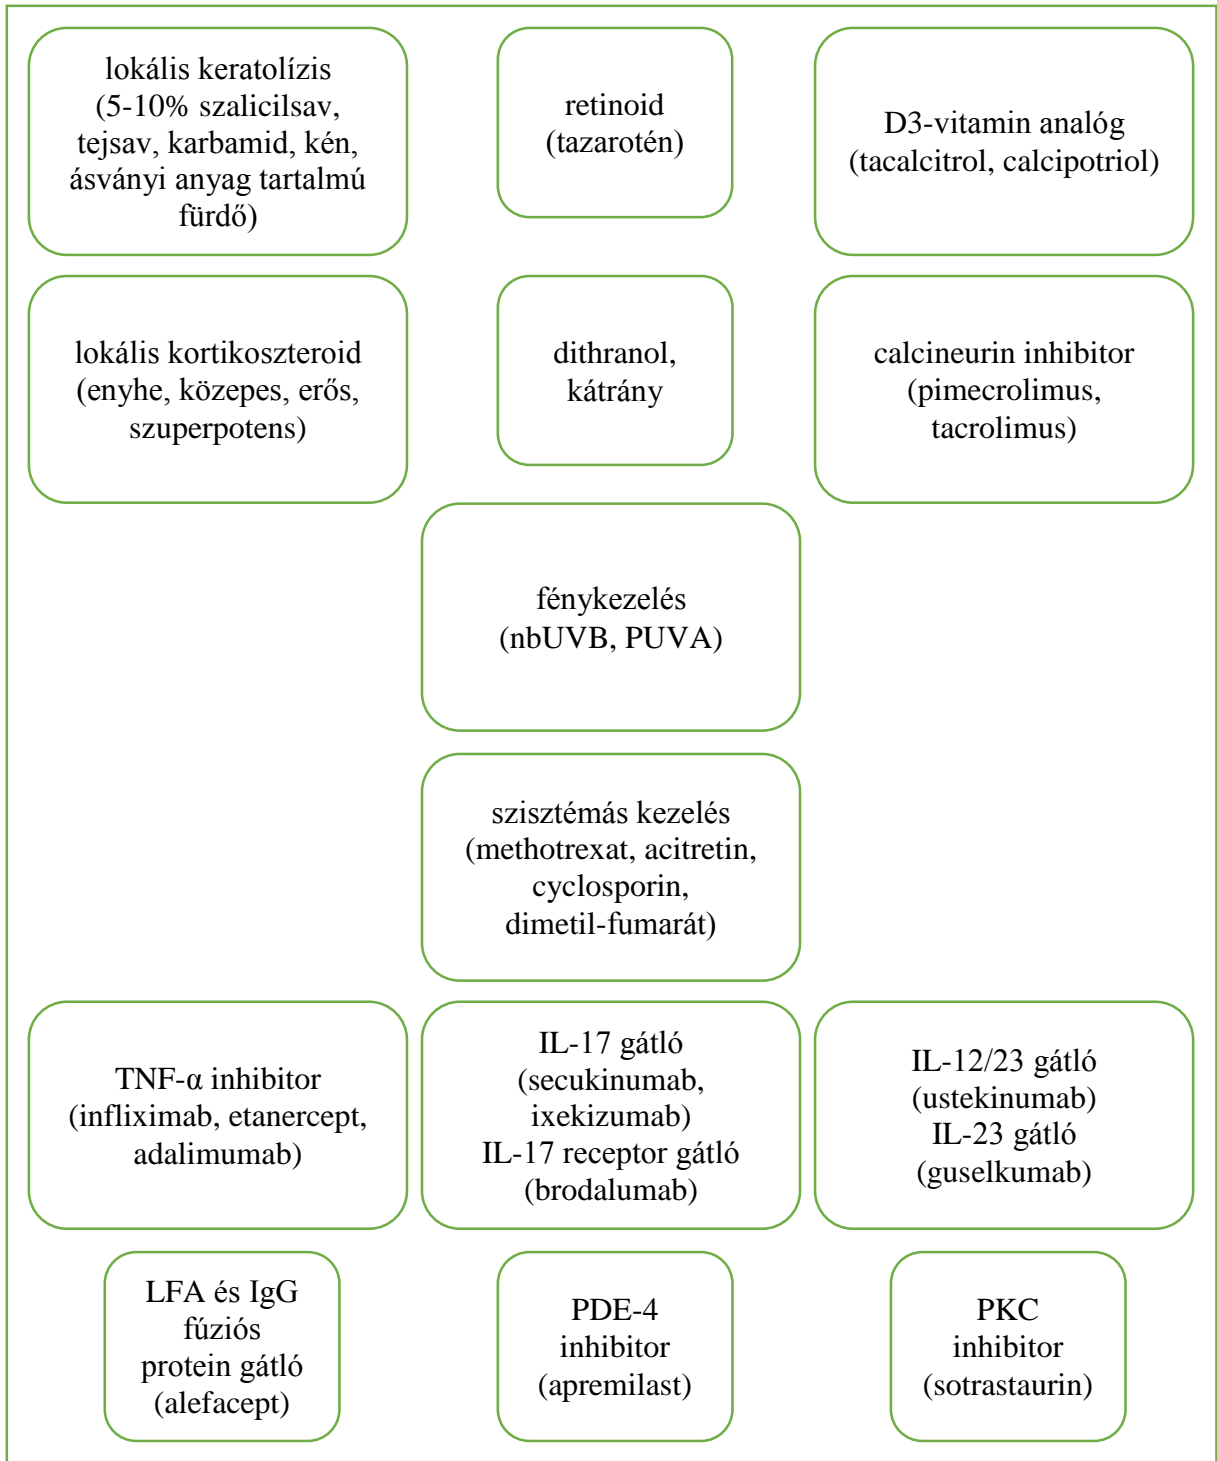 lokális keratolízis
(5-10% szalicilsav,
tejsav, karbamid, kén,
ásványi anyag tartalmú
fürdő)
retinoid
(tazarotén)
D3-vitamin analóg
(tacalcitrol, calcipotriol)
lokális kortikoszteroid
(enyhe, közepes, erős,
szuperpotens)
dithranol,
kátrány
calcineurin inhibitor
(pimecrolimus,
tacrolimus)
fénykezelés
(nbUVB, PUVA)
szisztémás kezelés
(methotrexat, acitretin,
cyclosporin,
dimetil-fumarát)
TNF-α inhibitor
(infliximab, etanercept,
adalimumab)
IL-17 gátló
(secukinumab,
ixekizumab)
IL-17 receptor gátló
(brodalumab)
IL-12/23 gátló
(ustekinumab)
IL-23 gátló
(guselkumab)
LFA és IgG
fúziós
protein gátló
(alefacept)
PDE-4
inhibitor
(apremilast)
PKC
inhibitor
(sotrastaurin)